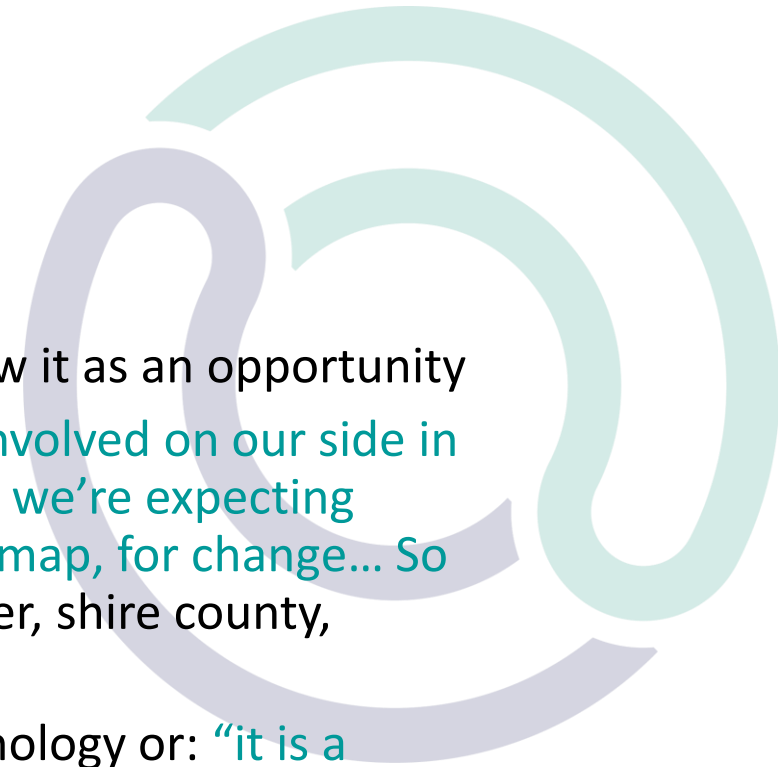 w it as an opportunity
nvolved on our side in
we’re expecting
map, for change… So
er, shire county,
nology or: “it is a